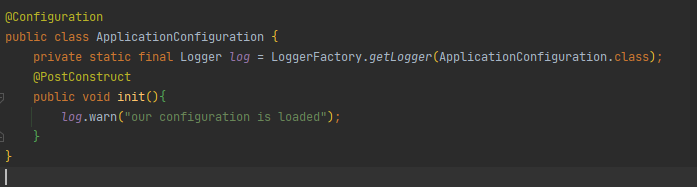 @Configuration
public class ApplicationConfiguration {
    private static final Logger log = LoggerFactory.getLogger(ApplicationConfiguration.class);
    @PostConstruct
    public void init(){
        log.warn("our configuration is loaded");
    }
}